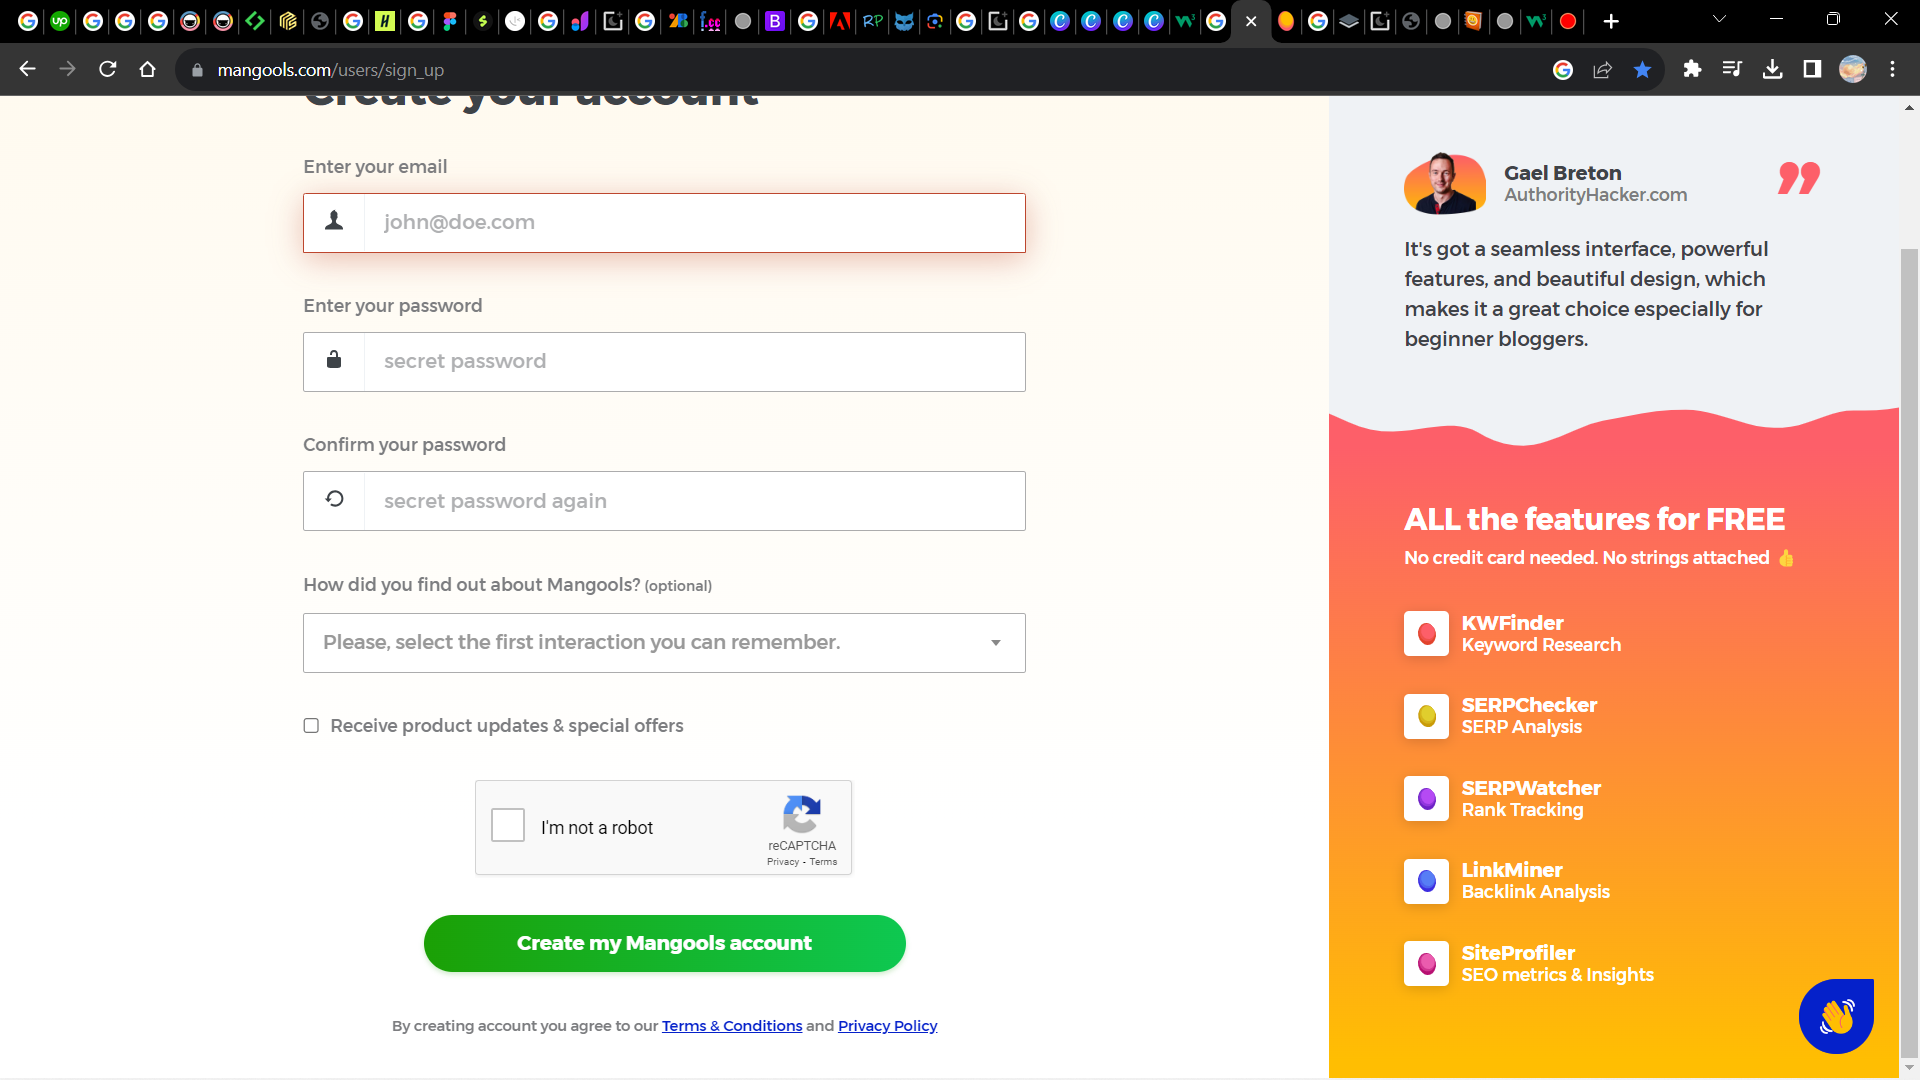 mangools.com/users/sign_up
Create your account
Enter your email
john@doe.com
Enter your password
secret password
Confirm your password
secret password again
How did you find out about Mangools? (optional)
Please, select the first interaction you can remember.
Receive product updates & special offers
I'm not a robot
reCAPTCHA
Privacy - Terms
Create my Mangools account
By creating account you agree to our Terms & Conditions and Privacy Policy
Gael Breton
AuthorityHacker.com
It's got a seamless interface, powerful
features, and beautiful design, which
makes it a great choice especially for
beginner bloggers.
ALL the features for FREE
No credit card needed. No strings attached 👍
KWFinder
Keyword Research
SERPChecker
SERP Analysis
SERPWatcher
Rank Tracking
LinkMiner
Backlink Analysis
SiteProfiler
SEO metrics & Insights